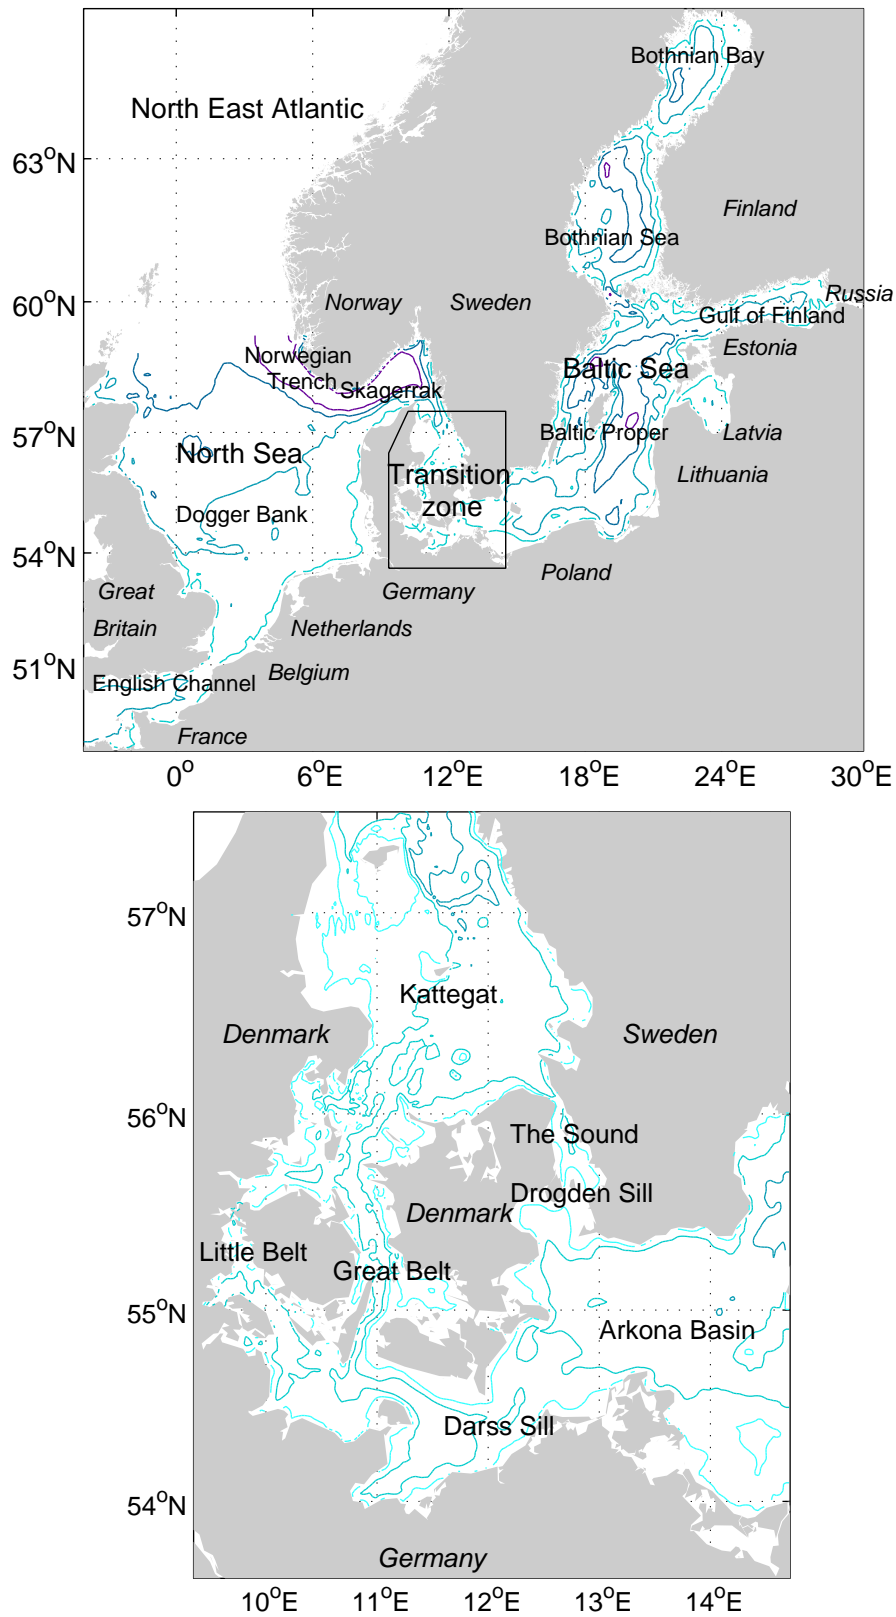 Bothnian Bay
North East Atlantic
63°N
Finland
Bothnian Sea
Russia
60°N
Norway
Sweden
Gulf of Finland
Estonia
Norwegian
Trench
Skagerrak
Baltic Sea
57°N
North Sea
Baltic Proper
Latvia
Transition
zone
Lithuania
Dogger Bank
54°N
Poland
Great
Britain
Germany
Netherlands
51°N
Belgium
English Channel
France
0°
6°E
12°E
18°E
24°E
30°E
57°N
Kattegat
Denmark
Sweden
56°N
The Sound
Drogden Sill
Denmark
Little Belt
Great Belt
55°N
Arkona Basin
Darss Sill
54°N
Germany
10°E
11°E
12°E
13°E
14°E